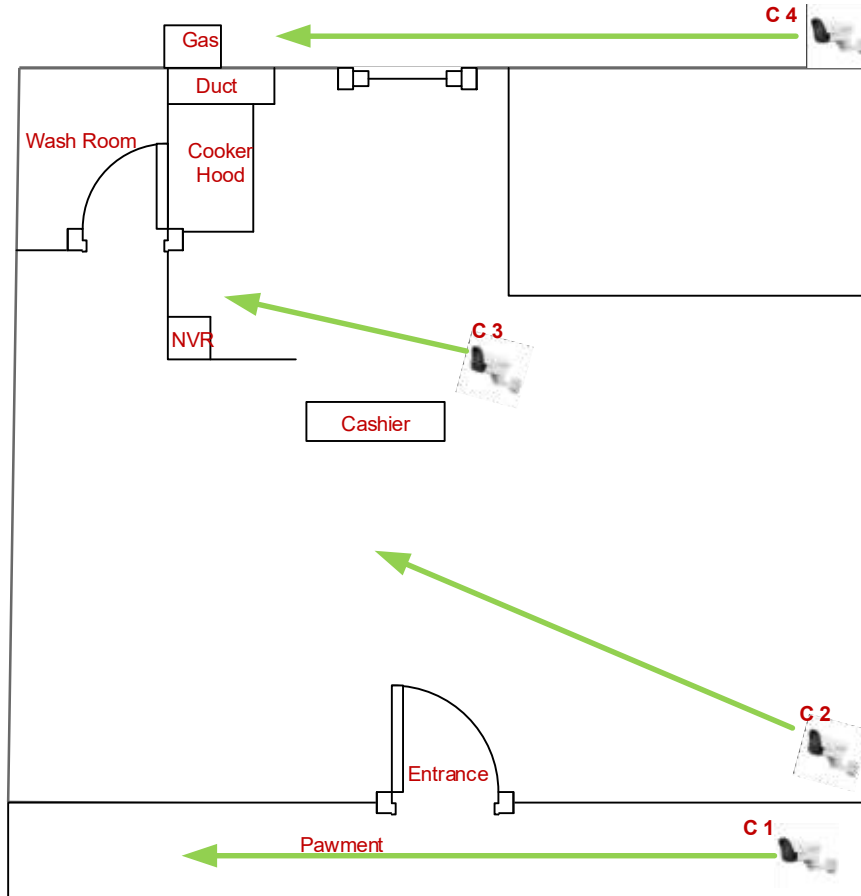 C 4
Gas
Duct
Wash Room
Cooker
Hood
C 3
NVR
Cashier
C 2
Entrance
C 1
Pawment